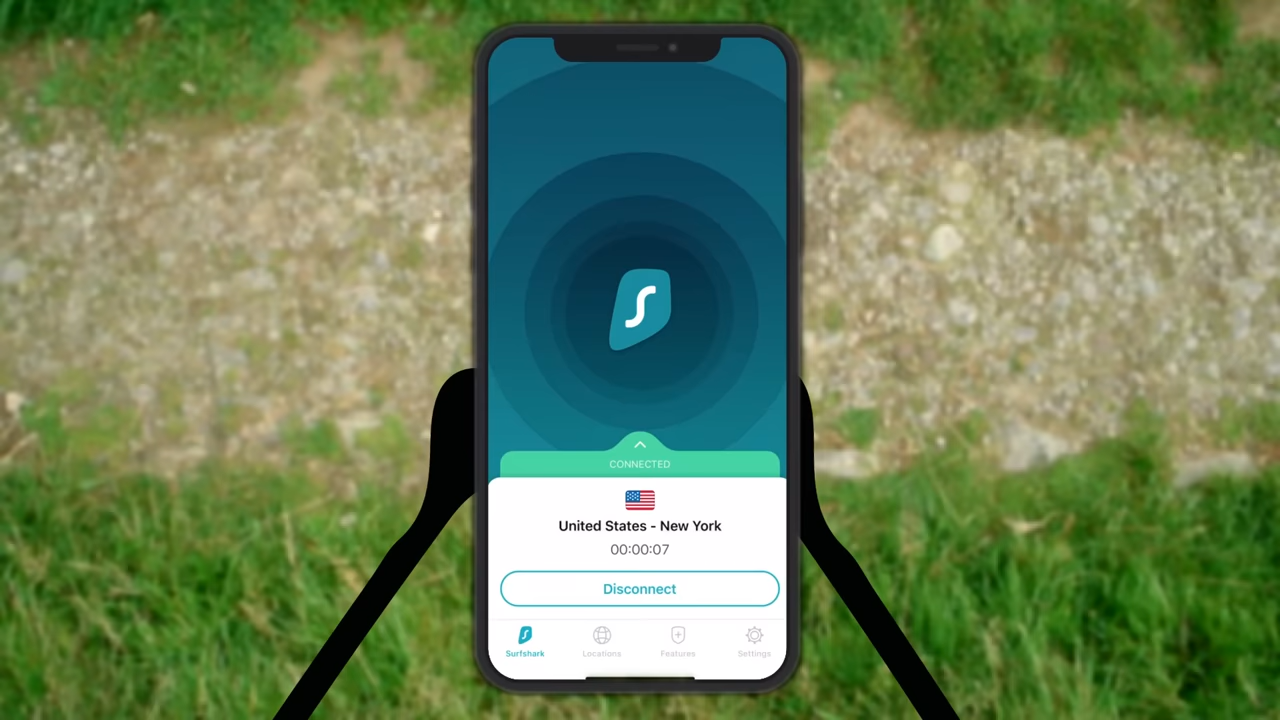 CONNECTED
United States - New York
00:00:07
Disconnect
Surfshark
Locations
Features
Settings